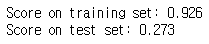 Score on training set: 0.926
Score on test set: 0.273